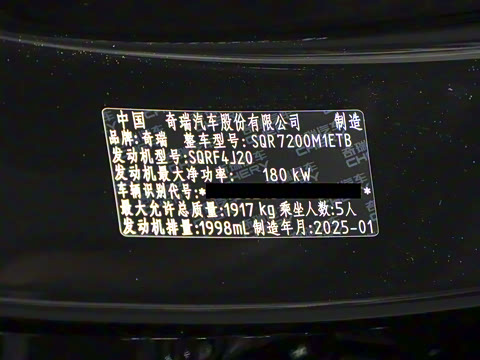 中国 奇瑞汽车股份有限公司 制造
品牌:奇瑞 整车型号:SQR7200M1ETB
发动机型号:SQRF4J20
发动机最大净功率: 180 kW
车辆识别代号:* *
最大允许总质量:1917 kg 乘坐人数:5人
发动机排量:1998mL 制造年月:2025-01